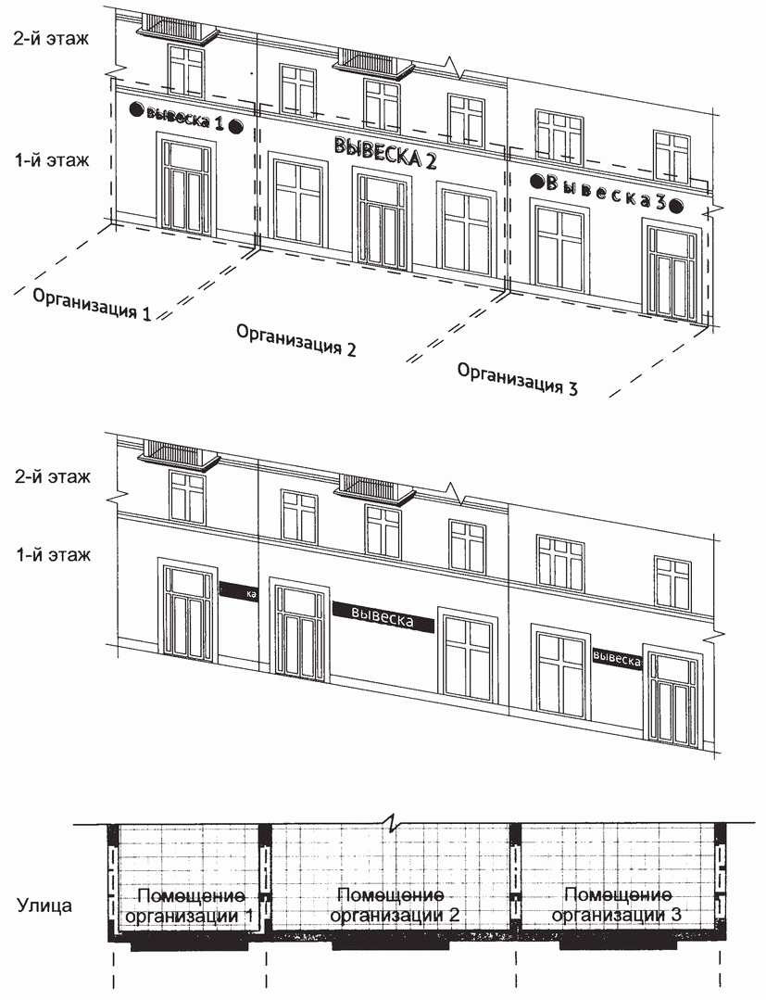 2-й этаж
вывеска 1
1-й этаж
ВЫВЕСКА 2
Вывеска 3
Организация 1
Организация 2
Организация 3
2-й этаж
1-й этаж
ка
вывеска
вывеска
Улица
Помещение
организации 1
Помещение
организации 2
Помещение
организации 3